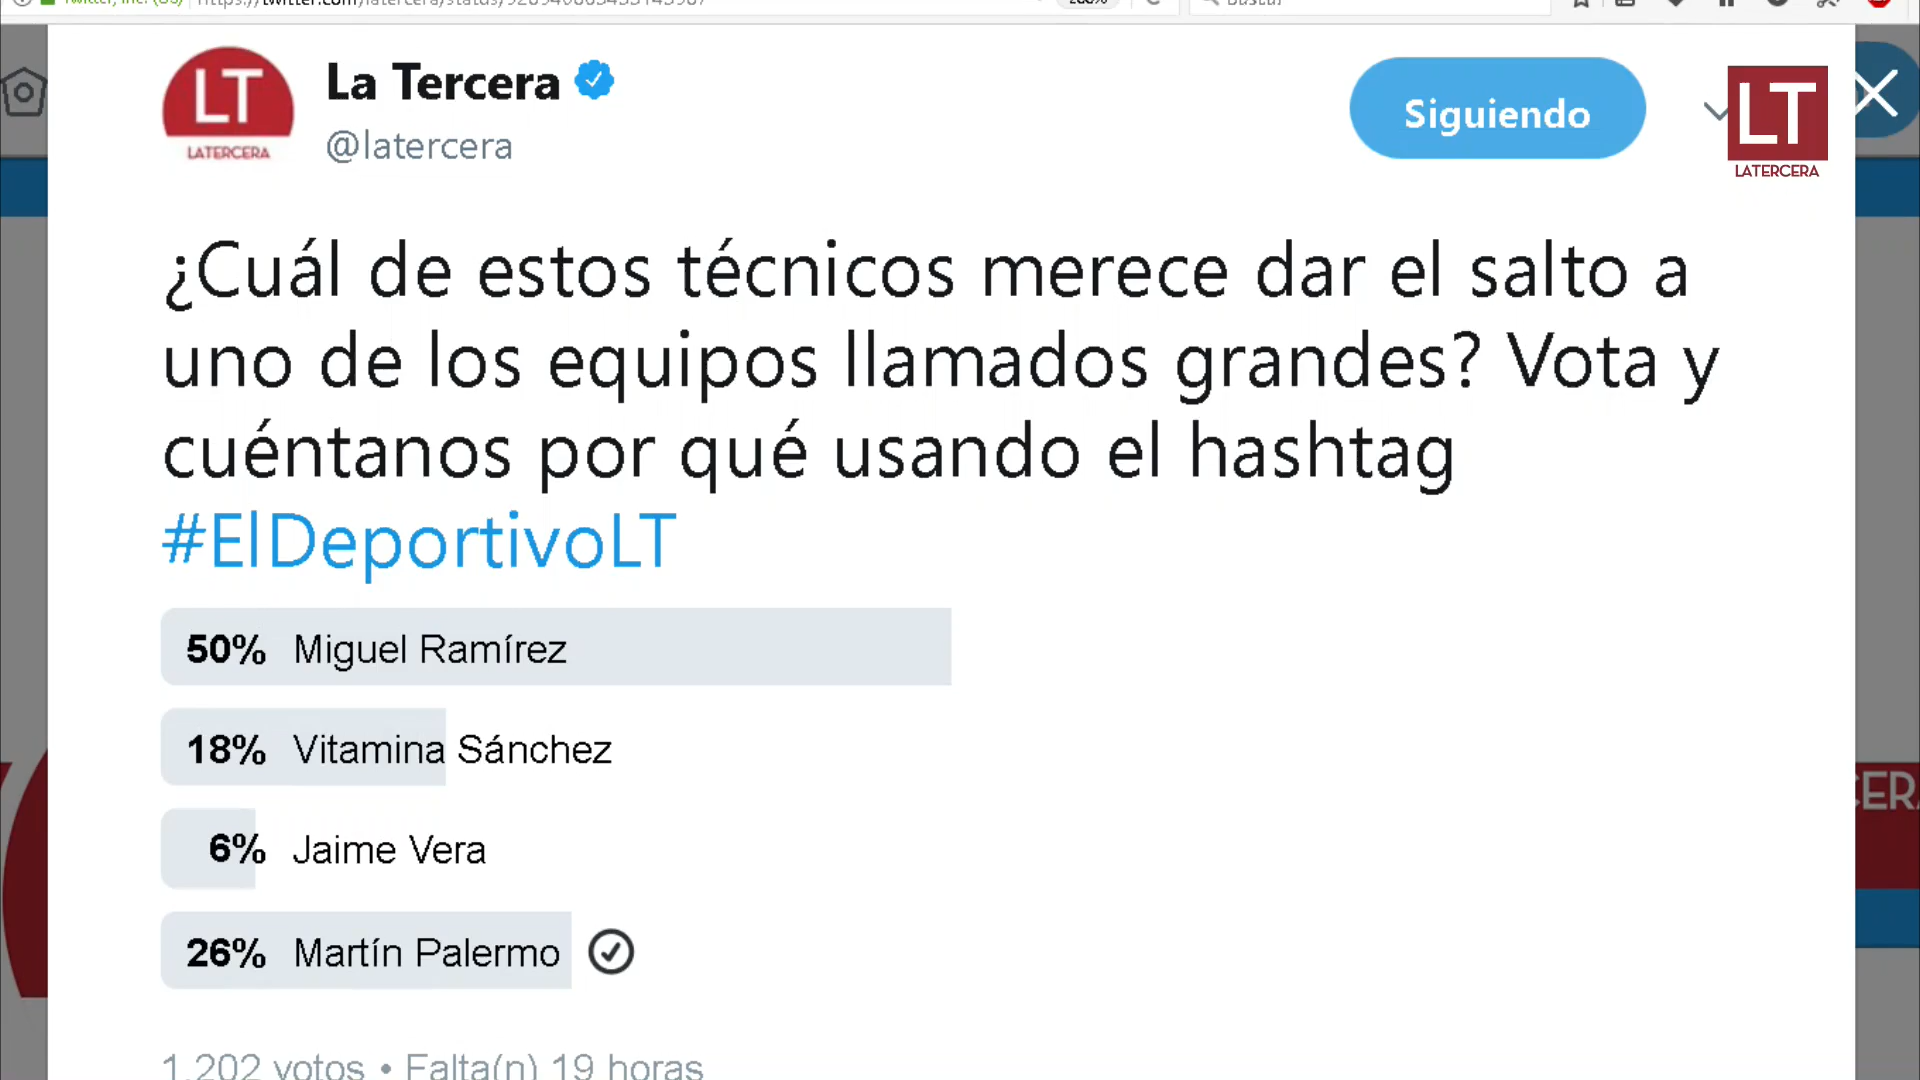 La Tercera
@latercera
Siguiendo
LT
LATERCERA
LT
LATERCERA
¿Cuál de estos técnicos merece dar el salto a
uno de los equipos llamados grandes? Vota y
cuéntanos por qué usando el hashtag
#ElDeportivoLT
50% Miguel Ramírez
18% Vitamina Sánchez
6% Jaime Vera
26% Martín Palermo
1.202 votos • Falta(n) 19 horas